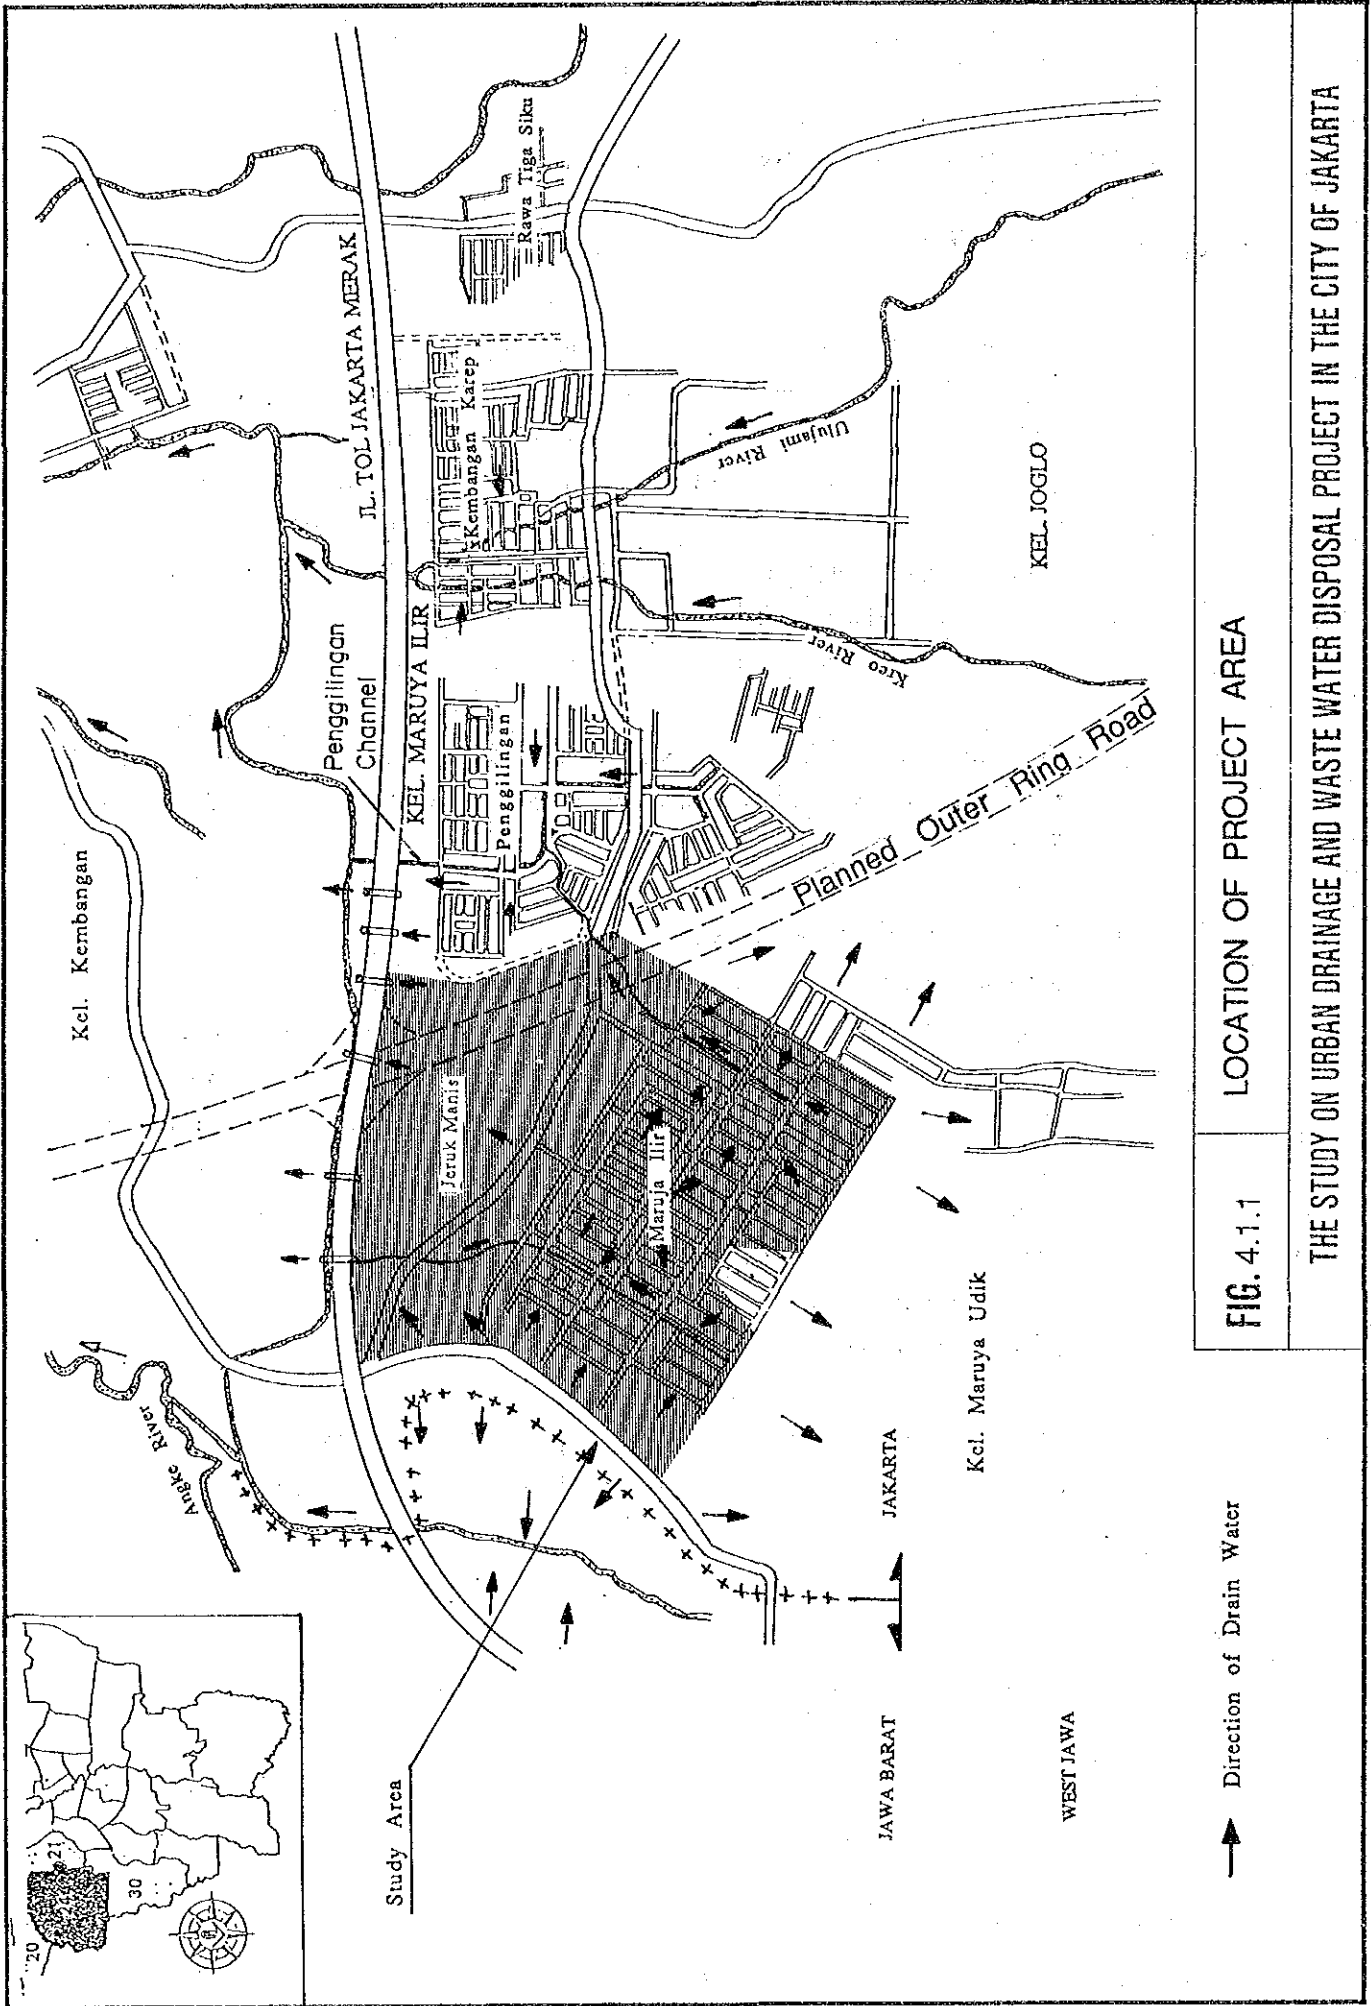 20
21
30
Study Area
Angke River
Kel. Kembangan
Penggilingan
Channel
JL. TOL JAKARTA MERAK
KEL. MARUYA ILIR
Jeruk Manis
Penggilingan
Kembangan Karep
Rawa Tiga Siku
Maruja Ilir
Ulujami River
Kreo River
Planned Outer Ring Road
KEL. JOGLO
JAWA BARAT
JAKARTA
Kel. Maruya Udik
WEST JAWA
Direction of Drain Water
FIG. 4.1.1
LOCATION OF PROJECT AREA
THE STUDY ON URBAN DRAINAGE AND WASTE WATER DISPOSAL PROJECT IN THE CITY OF JAKARTA